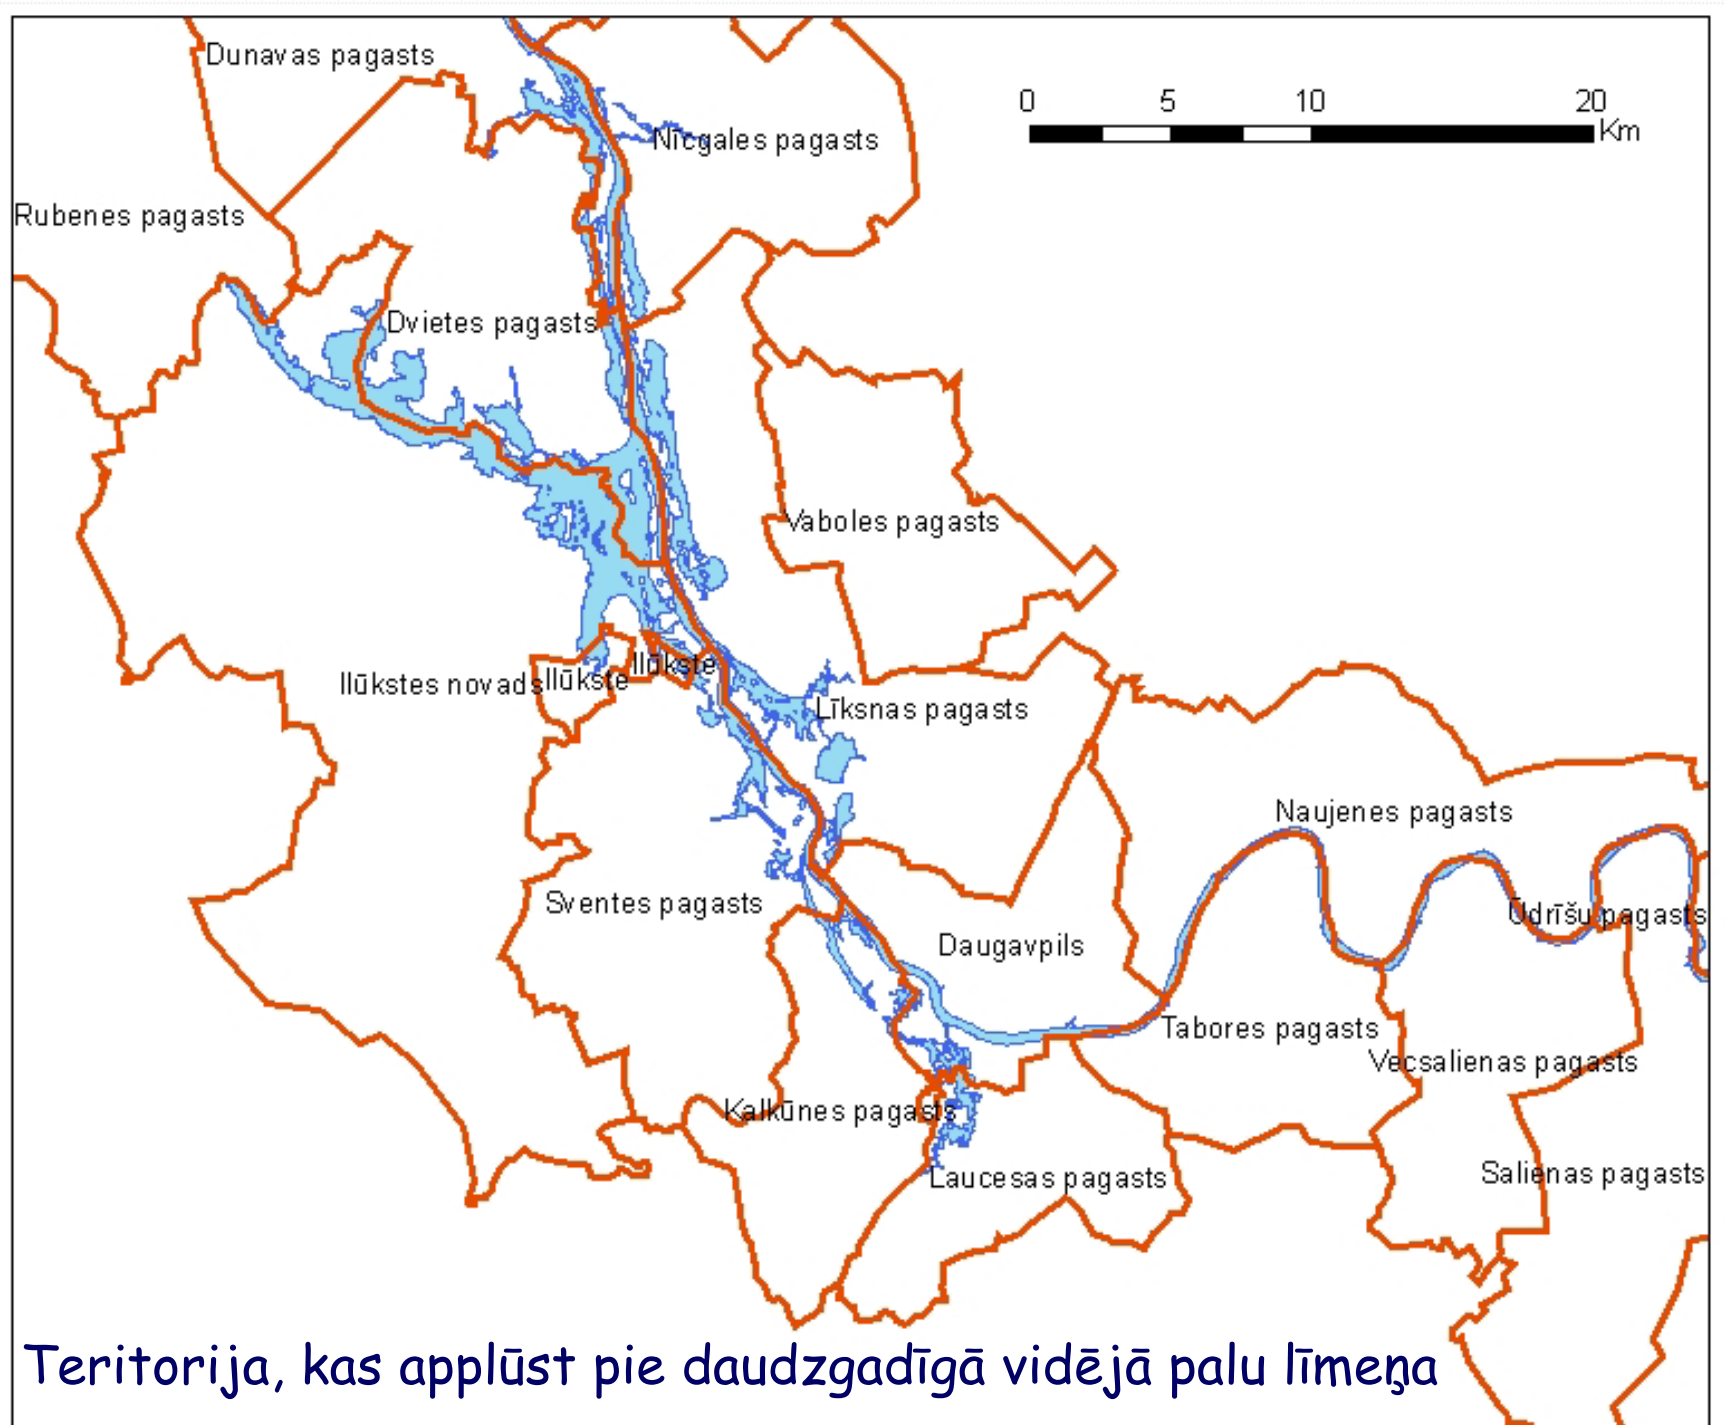 Dunavas pagasts
0 5 10 20
Km
Nīcgales pagasts
Rubenes pagasts
Dvietes pagasts
Vaboles pagasts
Ilūkste
Ilūkstes novads
Ilūkste
Līksnas pagasts
Naujenes pagasts
Sventes pagasts
Ūdrīšu pagasts
Daugavpils
Tabores pagasts
Vecsalienas pagasts
Kalkūnes pagasts
Laucesas pagasts
Salienas pagasts
Teritorija, kas applūst pie daudzgadīgā vidējā palu līmeņa